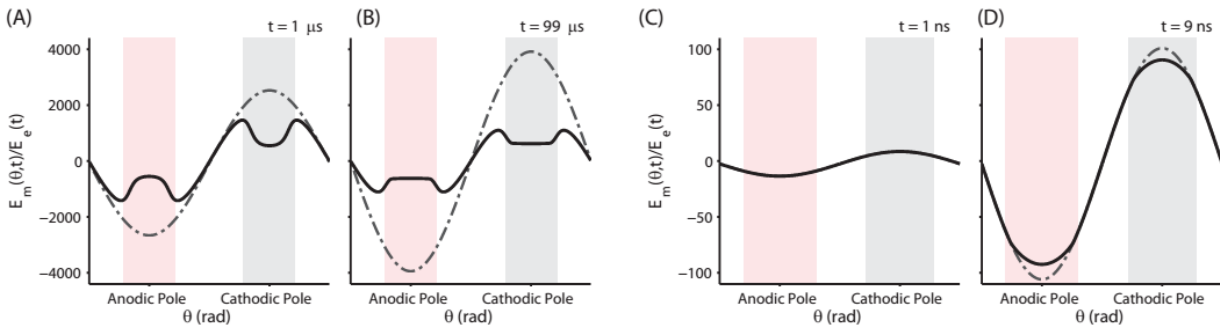 (A)
t = 1 μs
(B)
t = 99 μs
(C)
t = 1 ns
(D)
t = 9 ns
E_m(θ,t)/E_e(t)
4000
2000
0
−2000
−4000
Anodic Pole Cathodic Pole
θ (rad)
Anodic Pole Cathodic Pole
θ (rad)
E_m(θ,t)/E_e(t)
100
50
0
−50
−100
Anodic Pole Cathodic Pole
θ (rad)
Anodic Pole Cathodic Pole
θ (rad)